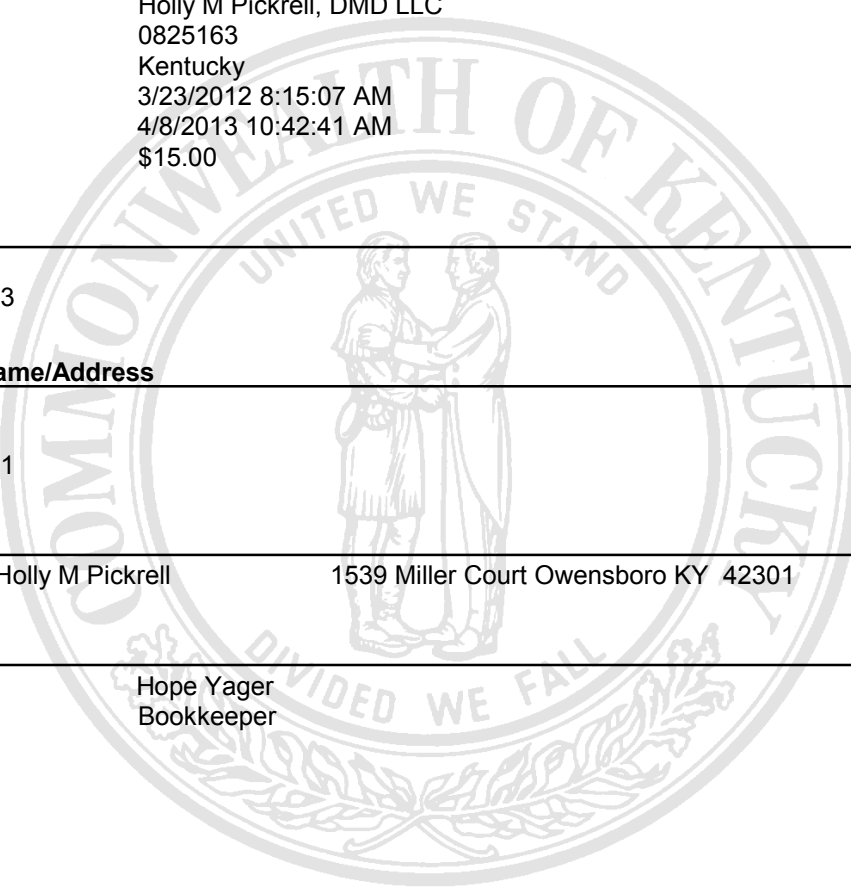 Holly M Pickrell, DMD LLC
0825163
Kentucky
3/23/2012 8:15:07 AM
4/8/2013 10:42:41 AM
$15.00
COMMONWEALTH OF KENTUCKY
UNITED WE STAND
3
ame/Address
1
Holly M Pickrell 1539 Miller Court Owensboro KY 42301
DIVIDED WE FALL
Hope Yager
Bookkeeper